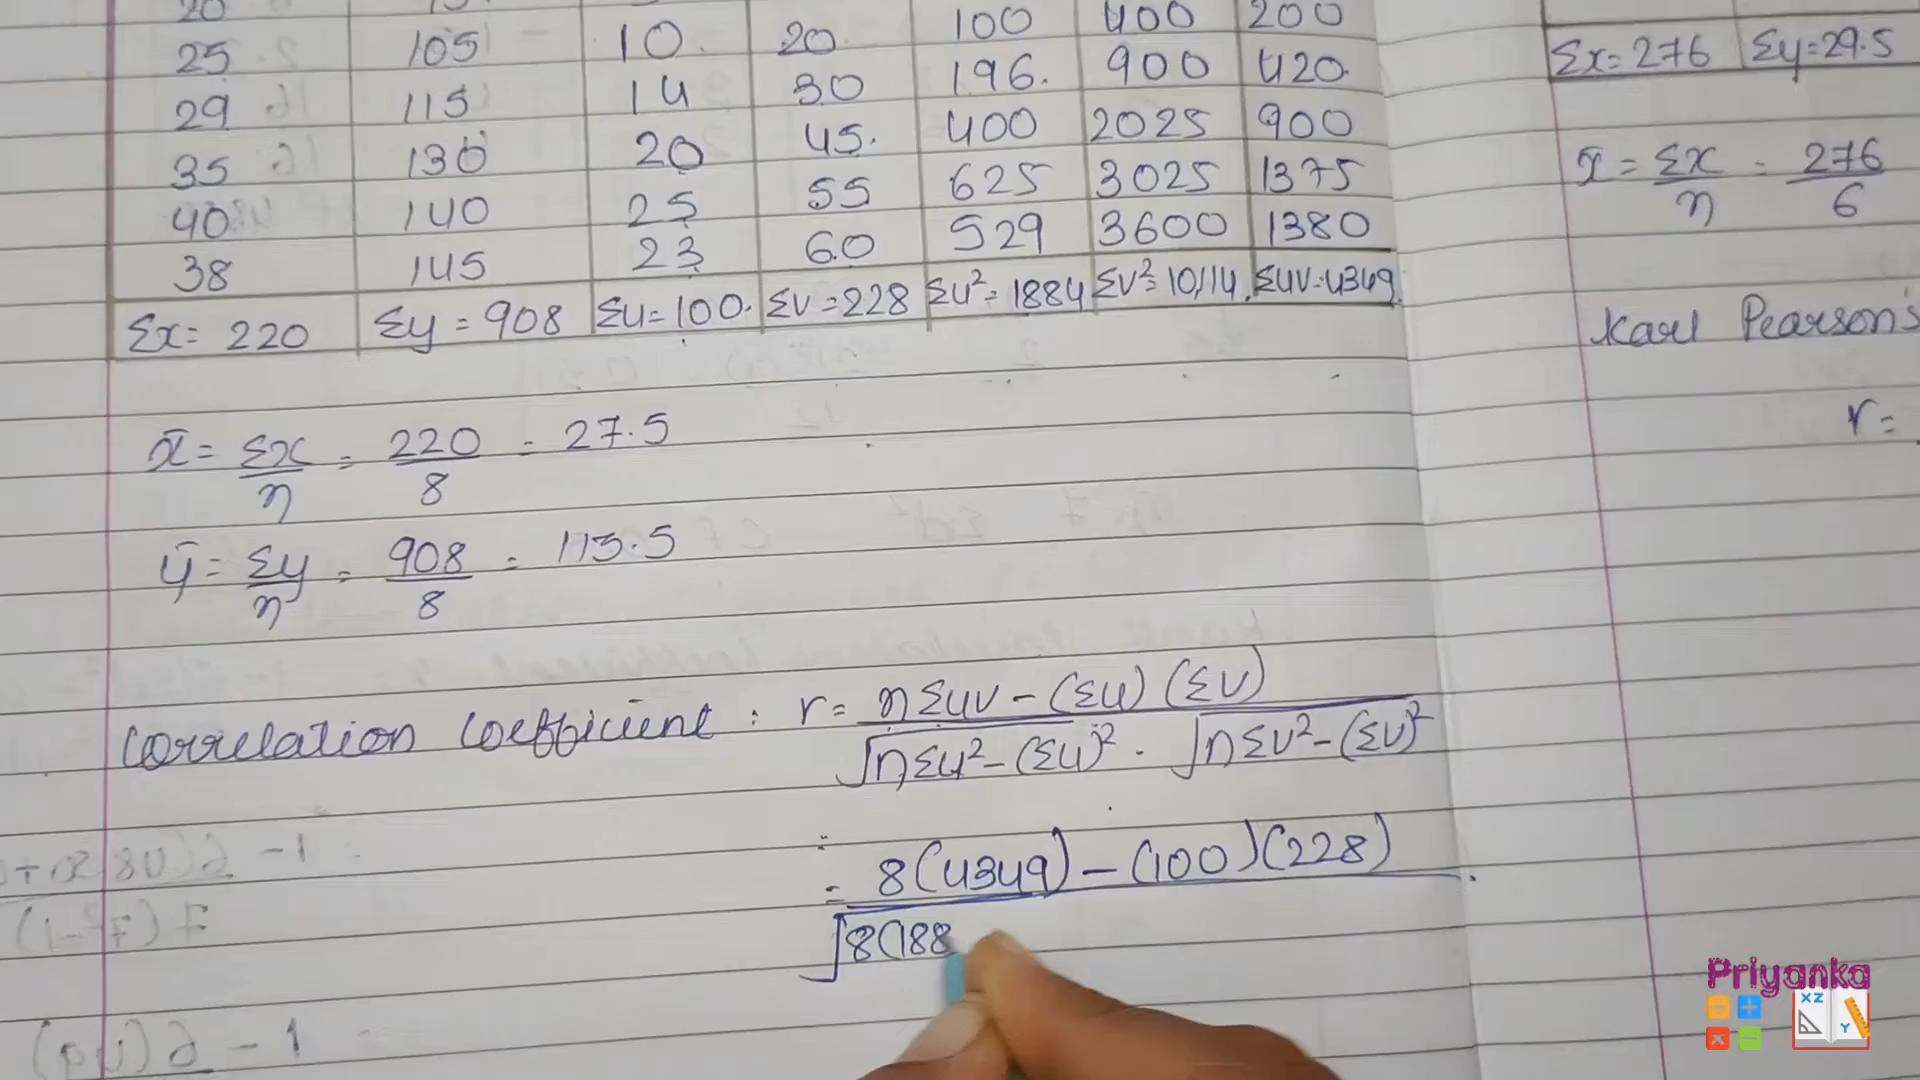 20 100 400 200
25 105 10. 20. 196. 900 420.
29 115 14 30 400 2025 900
35 130 20 45. 625 3025 1375
40 140 25 55 529 3600 1380
38 145 23 60
Σx= 220 Σy = 908 Σu=100. Σv=228 Σu²= 1884 Σv²= 10,114. Σuv=4349.
x̄ = Σx/n = 220/8 = 27.5
ȳ = Σy/n = 908/8 = 113.5
Correlation Coefficient : r= nΣuv – (Σu) (Σv) / √nΣu² – (Σu)² . √nΣv² – (Σv)²
= 8(4349) – (100)(228) / √8(188
Σx=276 Σy=29.5
x̄ = Σx/n = 276/6
Karl Pearson's
r=
Priyanka
XZ
Y